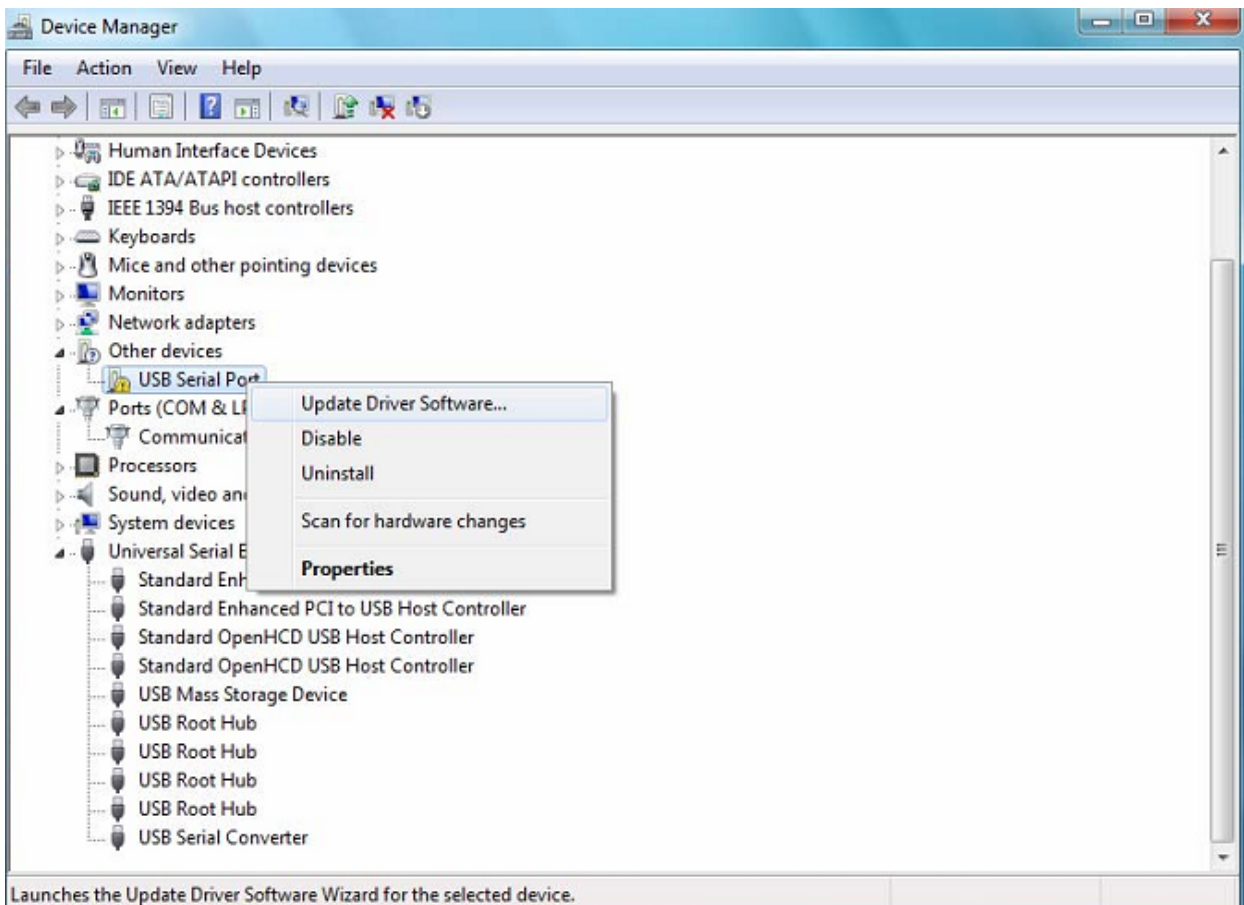 Device Manager
File Action View Help
Human Interface Devices
IDE ATA/ATAPI controllers
IEEE 1394 Bus host controllers
Keyboards
Mice and other pointing devices
Monitors
Network adapters
Other devices
USB Serial Port
Update Driver Software...
Ports (COM &
Communicat
Disable
Processors
Uninstall
Sound, video an
System devices
Scan for hardware changes
Universal Serial
Properties
Standard Enh
Standard Enhanced PCI to USB Host Controller
Standard OpenHCD USB Host Controller
Standard OpenHCD USB Host Controller
USB Mass Storage Device
USB Root Hub
USB Root Hub
USB Root Hub
USB Root Hub
USB Serial Converter
Launches the Update Driver Software Wizard for the selected device.